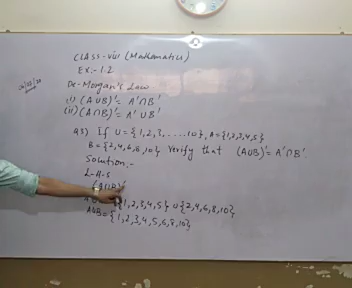 CLASS-VIII (Mathematics)
Ex:-1.2
De-Morgan's Law
(i) (A∪B)' = A'∩B'
(ii) (A∩B)' = A'∪B'
Q3) If U = {1,2,3,.....10}, A = {1,2,3,4,5}
B = {2,4,6,8,10} Verify that (A∪B)' = A'∩B'
Solution:-
L-H-S
{1,2,3,4,5} ∪ {2,4,6,8,10}
A∪B = {1,2,3,4,5,6,8,10}